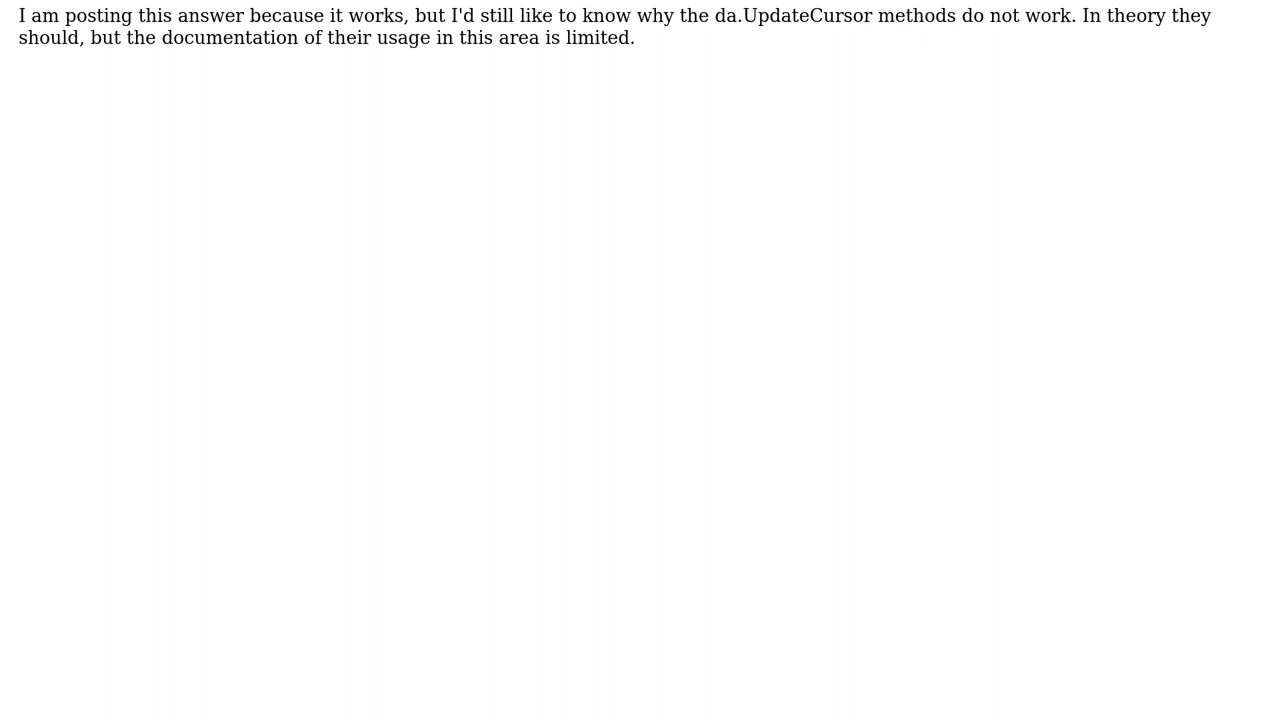 I am posting this answer because it works, but I'd still like to know why the da.UpdateCursor methods do not work. In theory they
should, but the documentation of their usage in this area is limited.